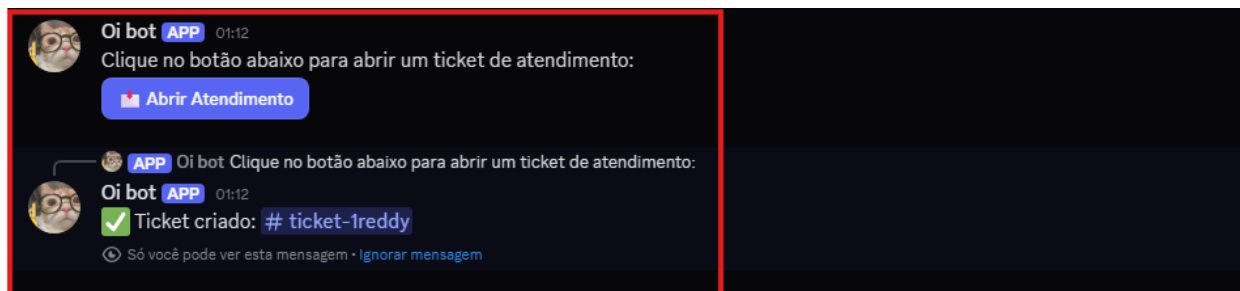 Oi bot APP 01:12
Clique no botão abaixo para abrir um ticket de atendimento:
Abrir Atendimento
APP Oi bot Clique no botão abaixo para abrir um ticket de atendimento:
Oi bot APP 01:12
Ticket criado: # ticket-1reddy
Só você pode ver esta mensagem • Ignorar mensagem